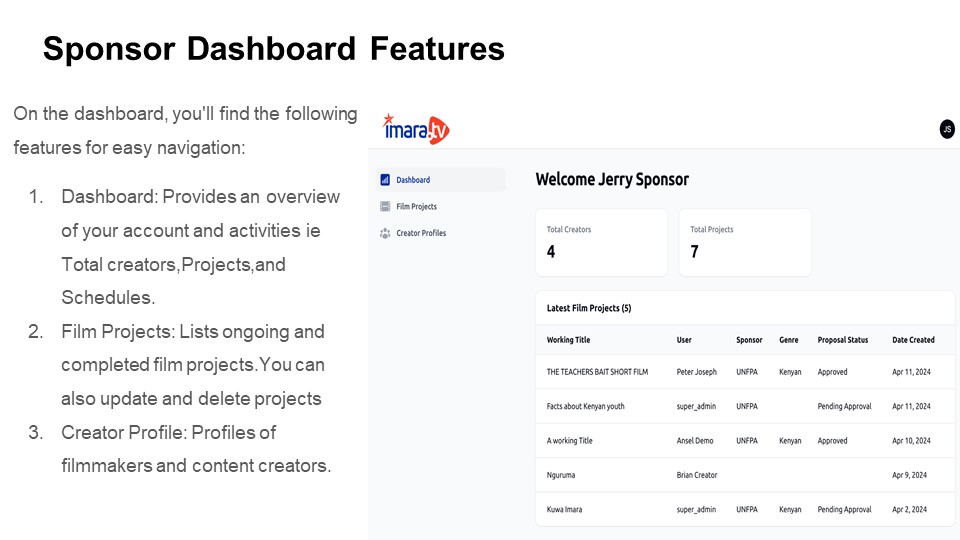 Sponsor Dashboard Features
On the dashboard, you'll find the following
features for easy navigation:
1. Dashboard: Provides an overview
of your account and activities ie
Total creators,Projects,and
Schedules.
2. Film Projects: Lists ongoing and
completed film projects.You can
also update and delete projects
3. Creator Profile: Profiles of
filmmakers and content creators.
imara.tv
JS
Dashboard
Film Projects
Creator Profiles
Welcome Jerry Sponsor
Total Creators
4
Total Projects
7
Latest Film Projects (5)
Working Title User Sponsor Genre Proposal Status Date Created
THE TEACHERS BAIT SHORT FILM Peter Joseph UNFPA Kenyan Approved Apr 11, 2024
Facts about Kenyan youth super_admin UNFPA Pending Approval Apr 11, 2024
A working Title Ansel Demo UNFPA Kenyan Approved Apr 10, 2024
Nguruma Brian Creator Apr 9, 2024
Kuwa Imara super_admin UNFPA Kenyan Pending Approval Apr 2, 2024